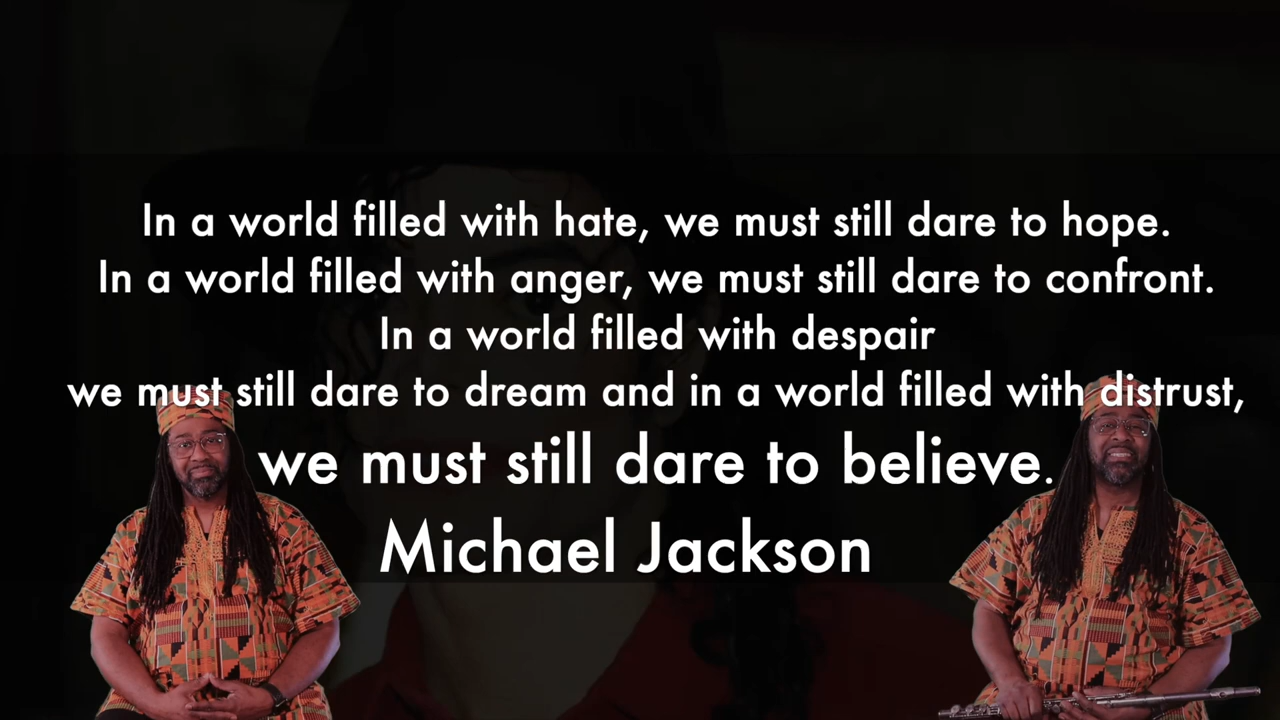 In a world filled with hate, we must still dare to hope.
In a world filled with anger, we must still dare to confront.
In a world filled with despair
we must still dare to dream and in a world filled with distrust,
we must still dare to believe.
Michael Jackson